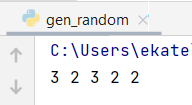 gen_random
C:\Users\ekate
3 2 3 2 2